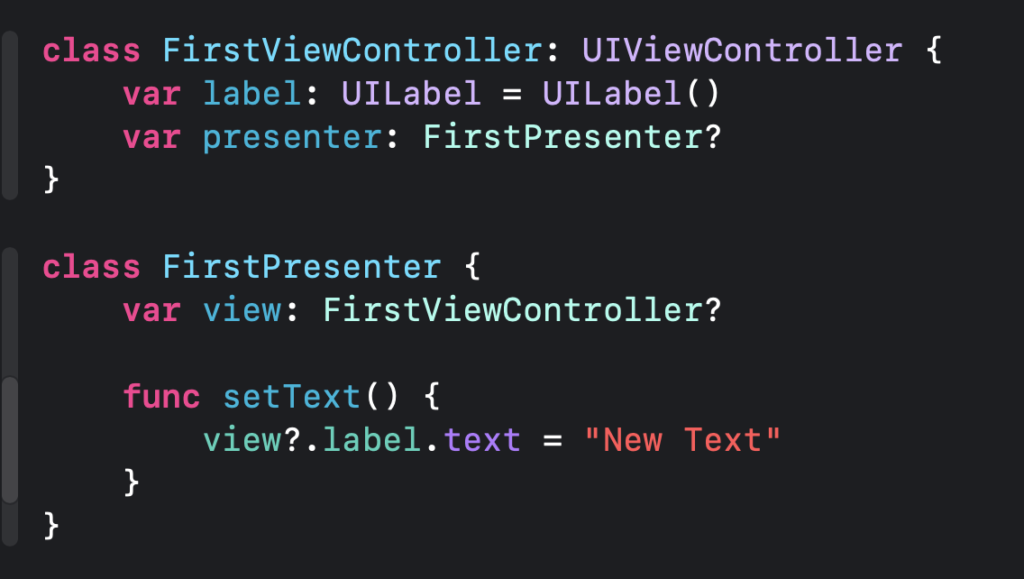 class FirstViewController: UIViewController {
    var label: UILabel = UILabel()
    var presenter: FirstPresenter?
}

class FirstPresenter {
    var view: FirstViewController?

    func setText() {
        view?.label.text = "New Text"
    }
}